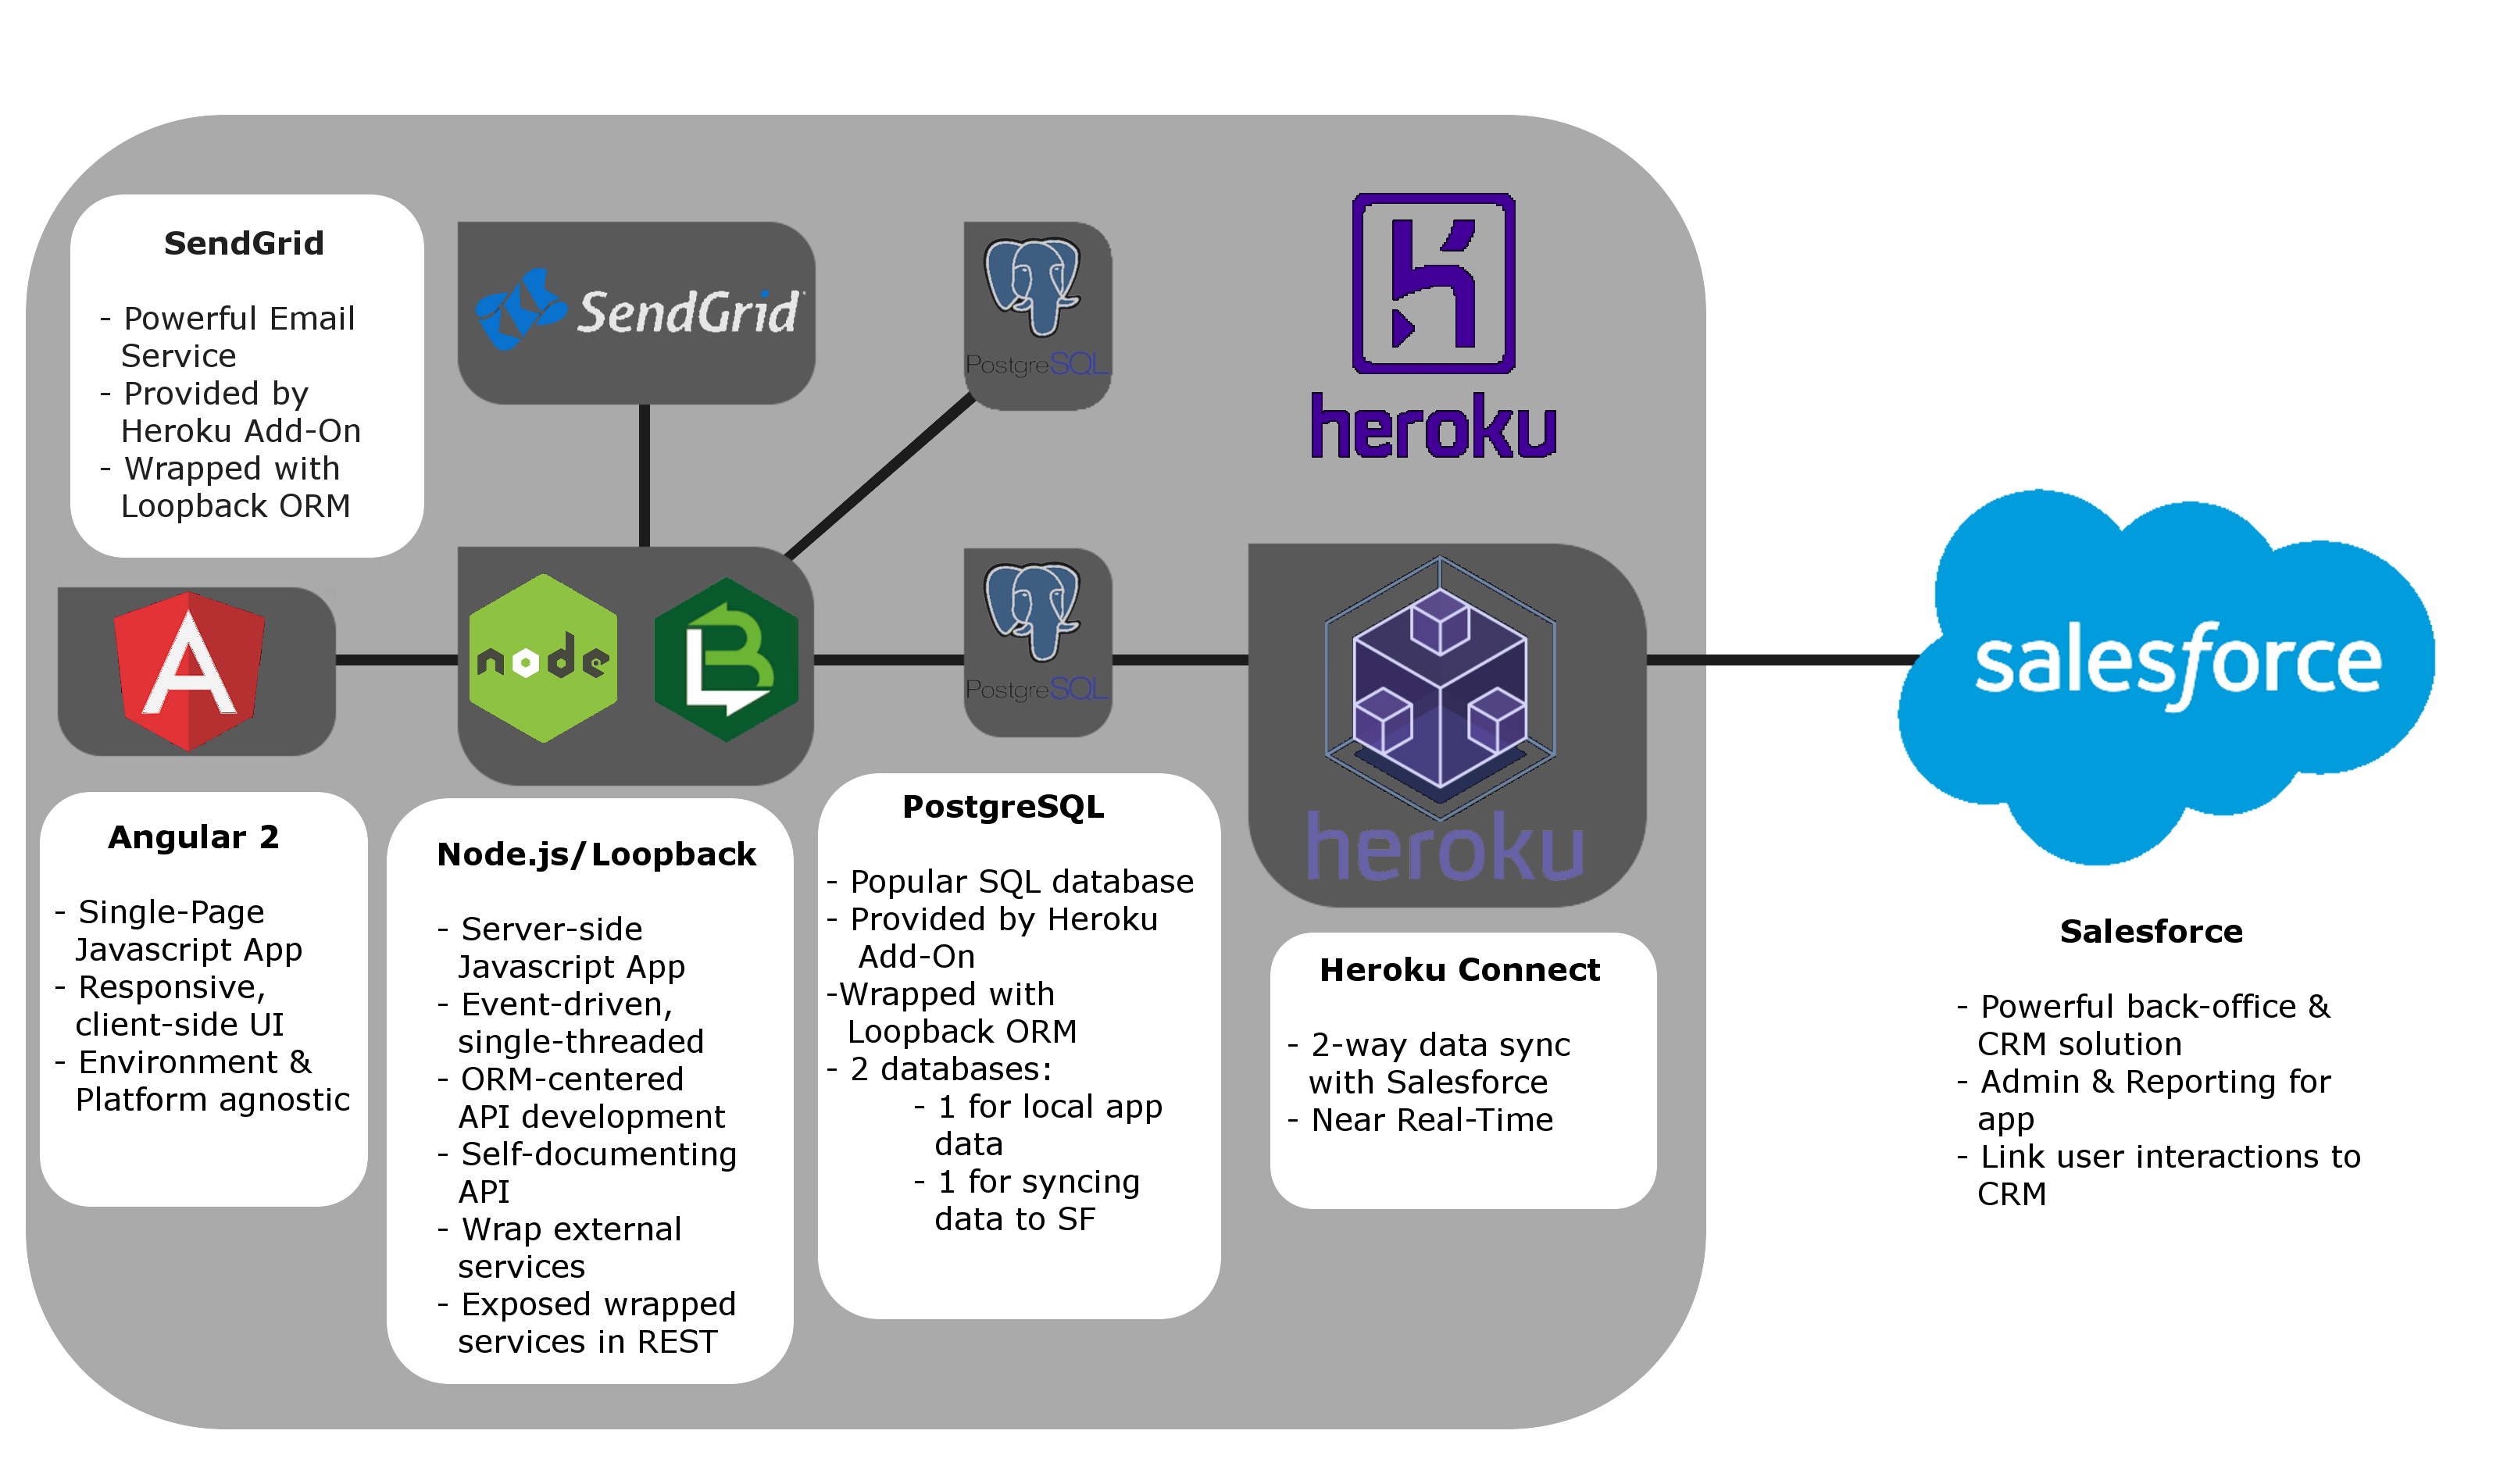 SendGrid
- Powerful Email
Service
- Provided by
Heroku Add-On
- Wrapped with
Loopback ORM
SendGrid
PostgreSQL
heroku
node
PostgreSQL
heroku
salesforce
Angular 2
- Single-Page
Javascript App
- Responsive,
client-side UI
- Environment &
Platform agnostic
Node.js/Loopback
- Server-side
Javascript App
- Event-driven,
single-threaded
- ORM-centered
API development
- Self-documenting
API
- Wrap external
services
- Exposed wrapped
services in REST
PostgreSQL
- Popular SQL database
- Provided by Heroku
Add-On
-Wrapped with
Loopback ORM
- 2 databases:
- 1 for local app
data
- 1 for syncing
data to SF
Heroku Connect
- 2-way data sync
with Salesforce
- Near Real-Time
Salesforce
- Powerful back-office &
CRM solution
- Admin & Reporting for
app
- Link user interactions to
CRM